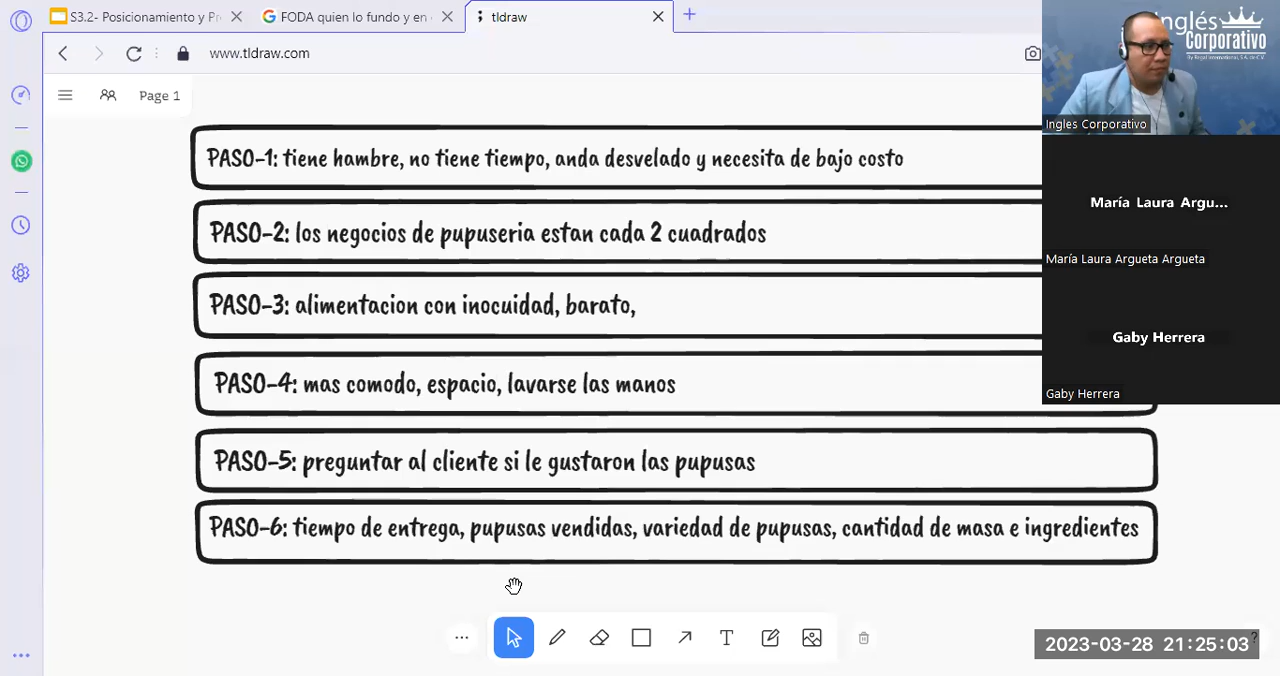 S3.2- Posicionamiento y Pr
FODA quien lo fundo y en
tldraw
www.tldraw.com
Page 1
PASO-1: tiene hambre, no tiene tiempo, anda desvelado y necesita de bajo costo
PASO-2: los negocios de pupuseria estan cada 2 cuadrados
PASO-3: alimentacion con inocuidad, barato,
PASO-4: mas comodo, espacio, lavarse las manos
PASO-5: preguntar al cliente si le gustaron las pupusas
PASO-6: tiempo de entrega, pupusas vendidas, variedad de pupusas, cantidad de masa e ingredientes
Inglés
Corporativo
By Regal International, S.A. de C.V.
Ingles Corporativo
María Laura Argu...
María Laura Argueta Argueta
Gaby Herrera
Gaby Herrera
2023-03-28 21:25:03
?